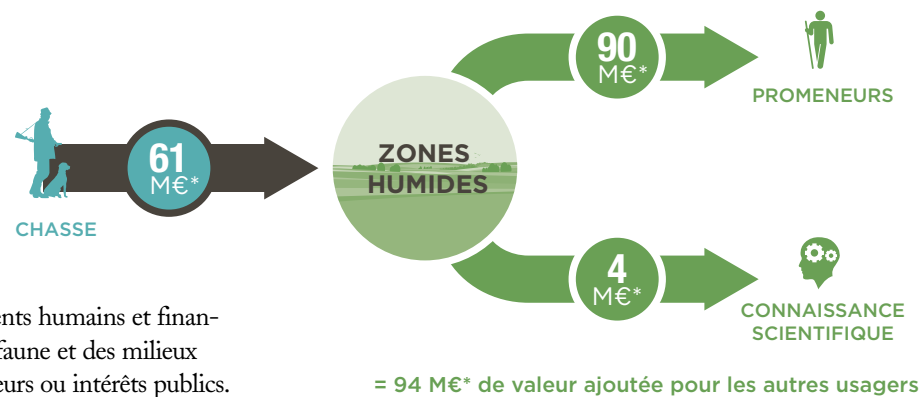 61
M€*
CHASSE
ZONES
HUMIDES
90
M€*
PROMENEURS
4
M€*
CONNAISSANCE
SCIENTIFIQUE
ents humains et finan-
faune et des milieux
eurs ou intérêts publics.
= 94 M€* de valeur ajoutée pour les autres usagers